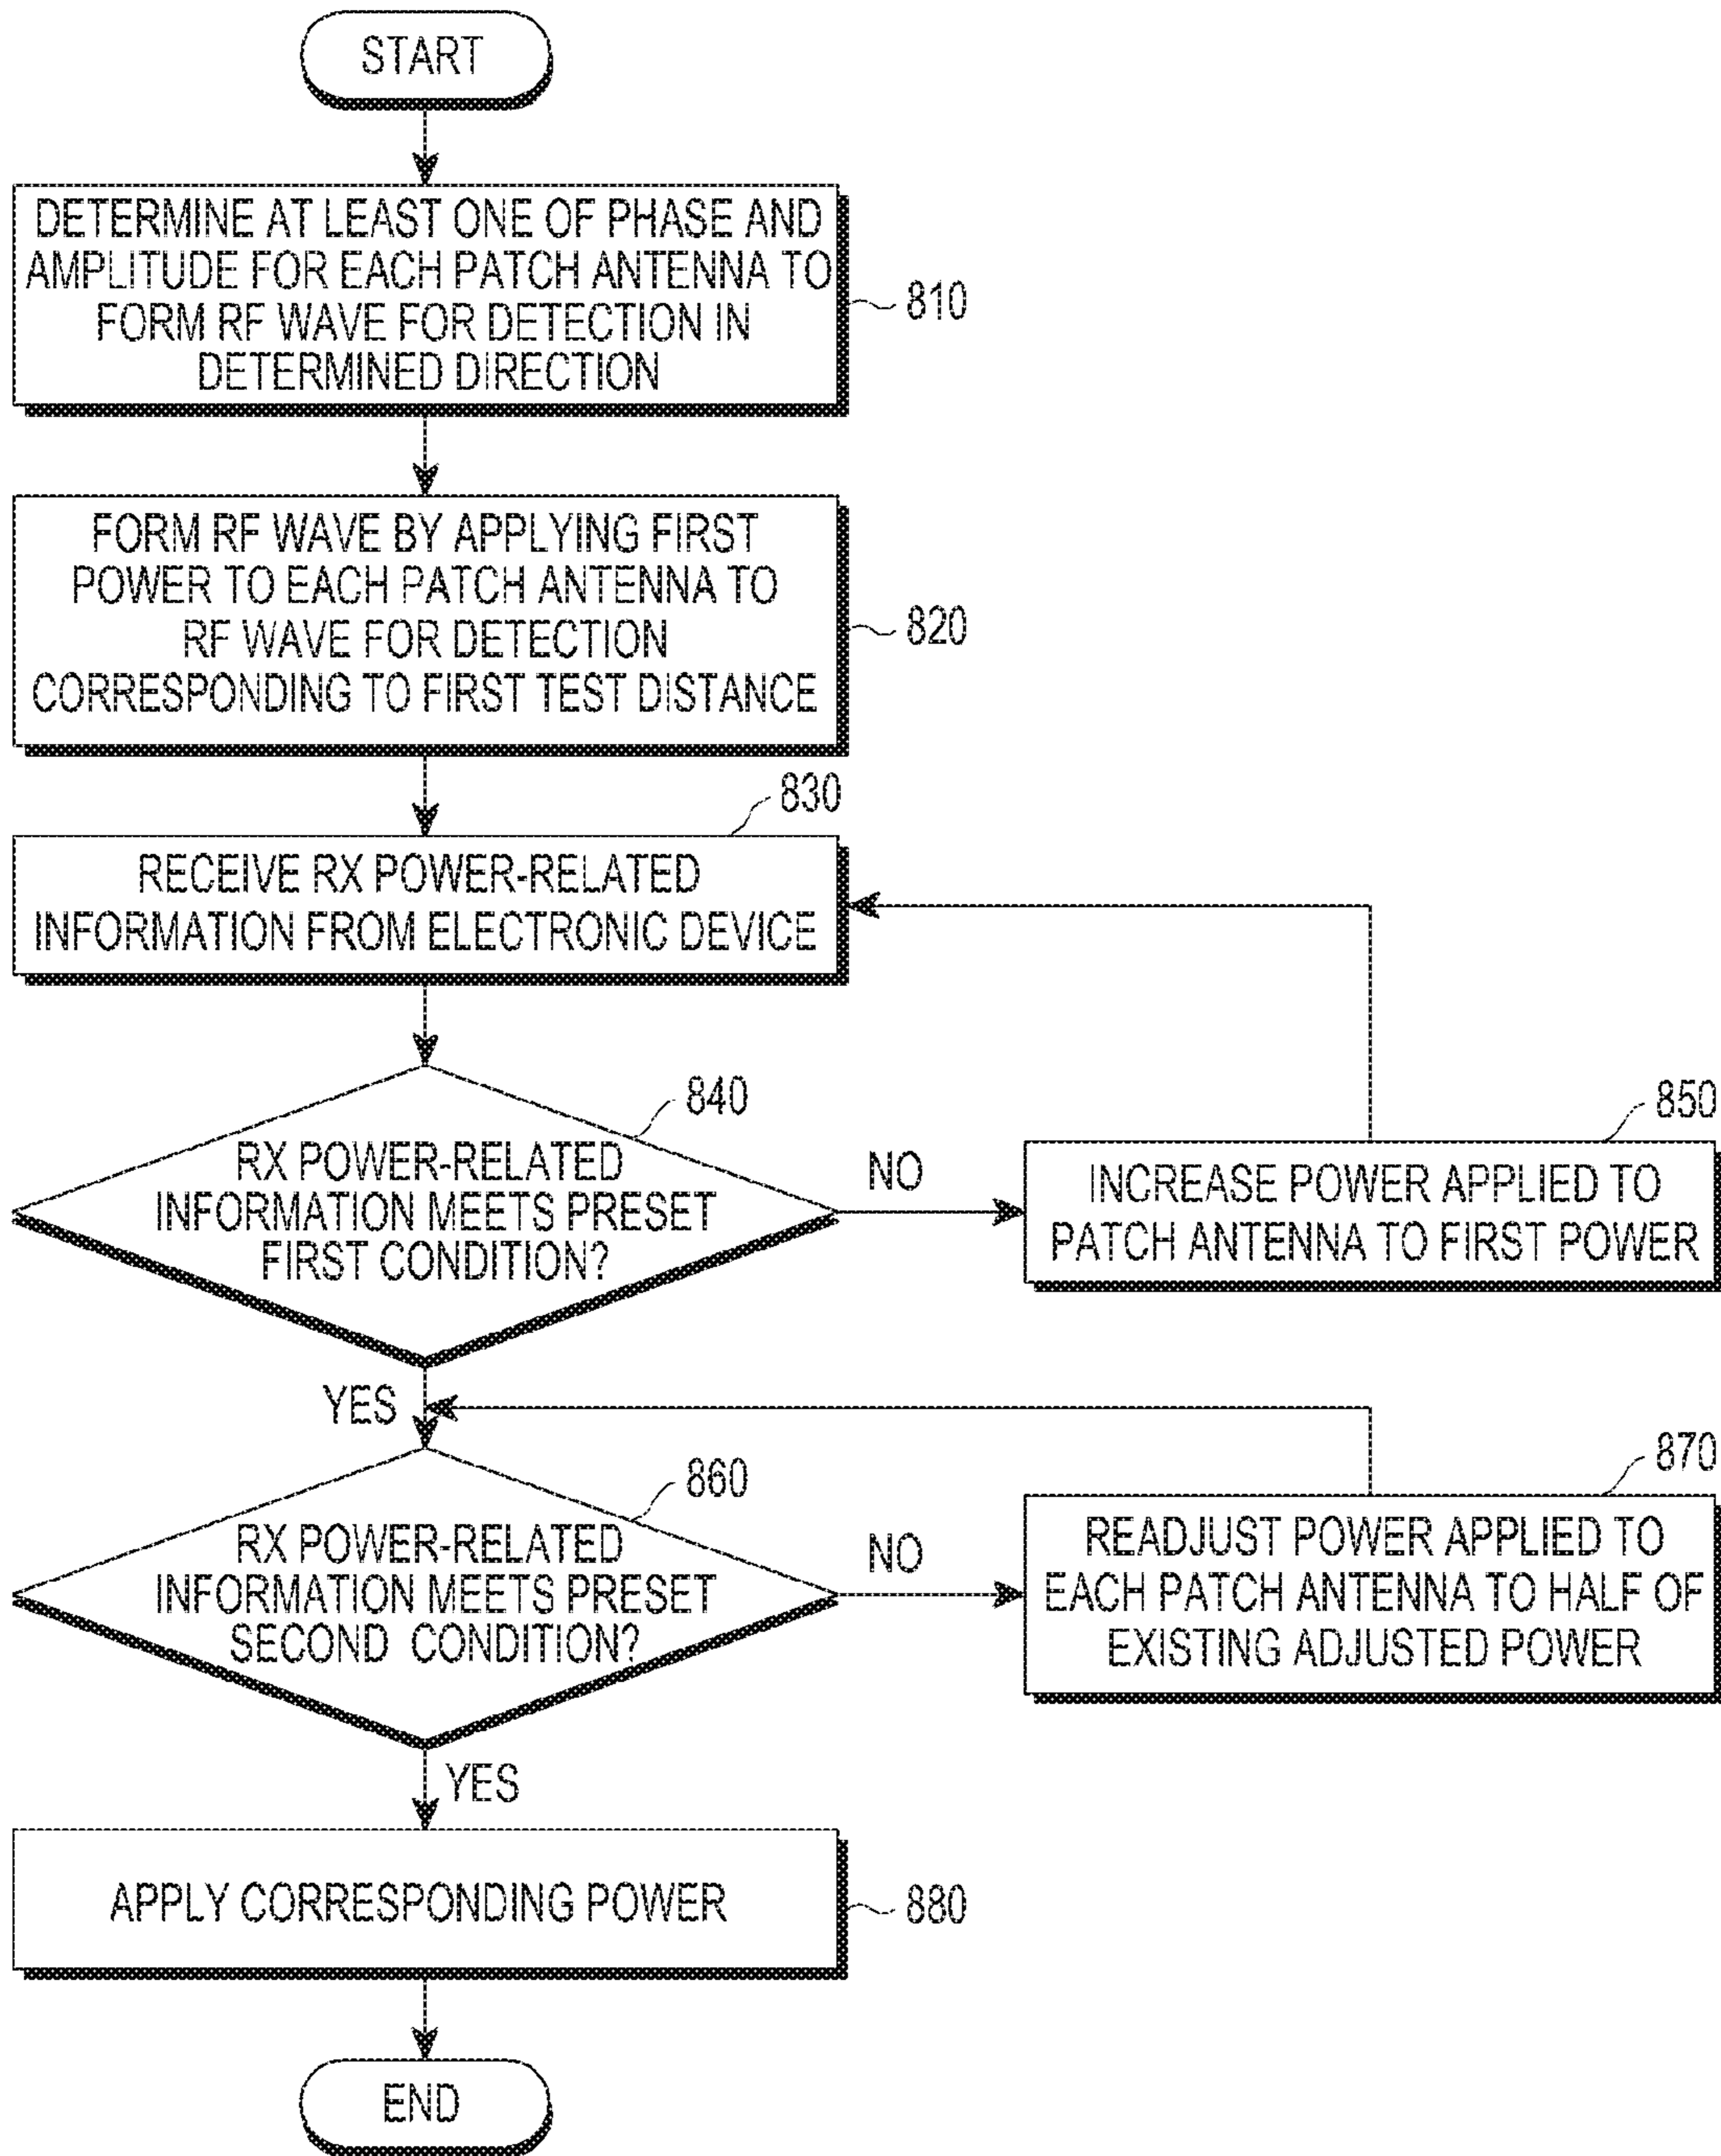 START
DETERMINE AT LEAST ONE OF PHASE AND
AMPLITUDE FOR EACH PATCH ANTENNA TO
FORM RF WAVE FOR DETECTION IN
DETERMINED DIRECTION
810
FORM RF WAVE BY APPLYING FIRST
POWER TO EACH PATCH ANTENNA TO
RF WAVE FOR DETECTION
CORRESPONDING TO FIRST TEST DISTANCE
820
830
RECEIVE RX POWER-RELATED
INFORMATION FROM ELECTRONIC DEVICE
840
RX POWER-RELATED
INFORMATION MEETS PRESET
FIRST CONDITION?
NO
850
INCREASE POWER APPLIED TO
PATCH ANTENNA TO FIRST POWER
YES
860
RX POWER-RELATED
INFORMATION MEETS PRESET
SECOND CONDITION?
NO
870
READJUST POWER APPLIED TO
EACH PATCH ANTENNA TO HALF OF
EXISTING ADJUSTED POWER
YES
APPLY CORRESPONDING POWER
880
END